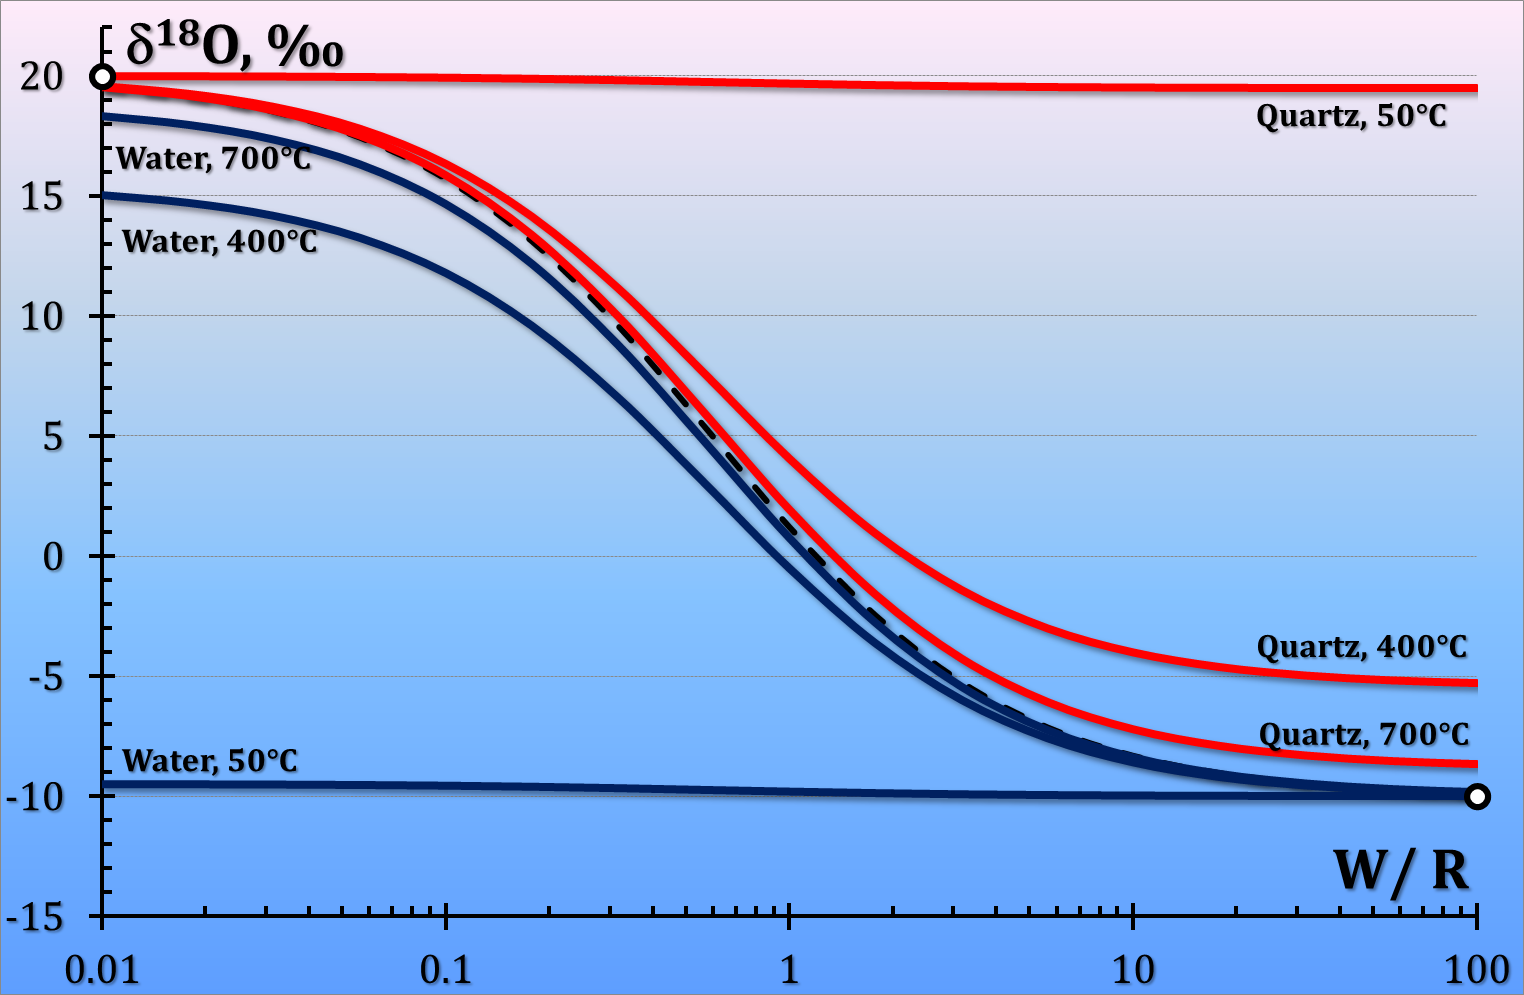 δ¹⁸O, ‰
20
Quartz, 50°C
Water, 700°C
15
Water, 400°C
10
5
0
Quartz, 400°C
-5
Quartz, 700°C
Water, 50°C
-10
W/ R
-15
0.01 0.1 1 10 100